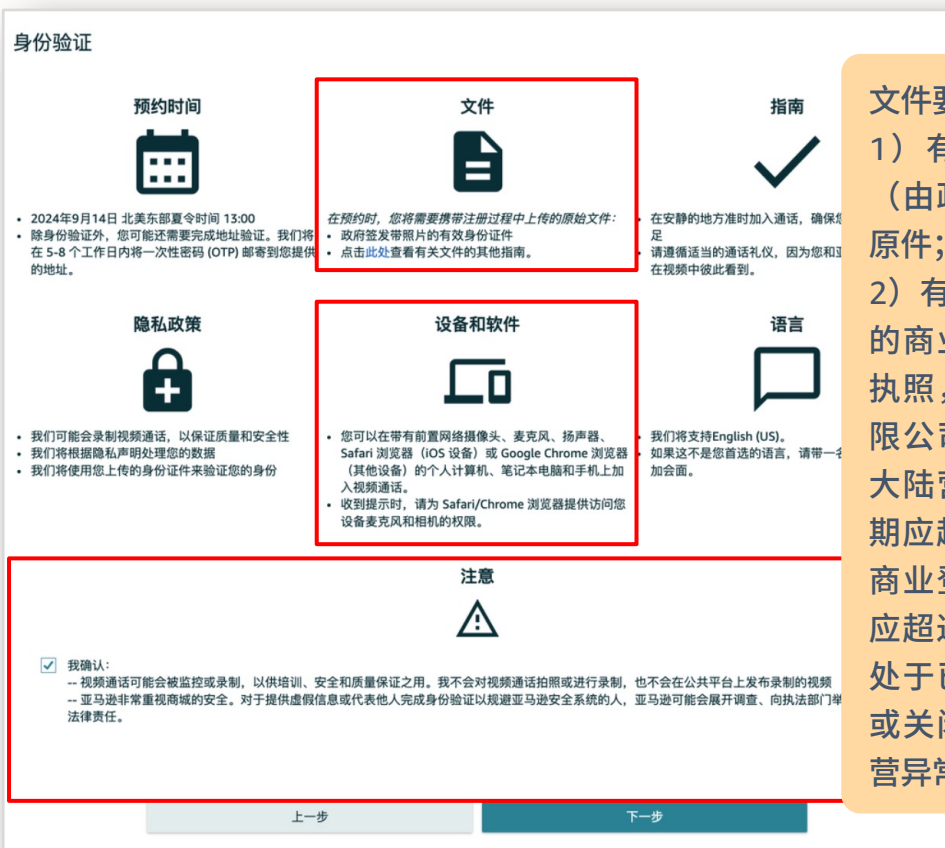 身份验证
预约时间
• 2024年9月14日 北美东部夏令时间 13:00
• 除身份验证外，您可能还需要完成地址验证。我们将
在 5-8 个工作日内将一次性密码 (OTP) 邮寄到您提供
的地址。
文件
在预约时，您将需要携带注册过程中上传的原始文件：
• 政府签发带照片的有效身份证件
• 点击此处查看有关文件的其他指南。
指南
• 在安静的地方准时加入通话，确保
足
• 请遵循适当的通话礼仪，因为您和
在视频中彼此看到。
隐私政策
• 我们可能会录制视频通话，以保证质量和安全性
• 我们将根据隐私声明处理您的数据
• 我们将使用您上传的身份证件来验证您的身份
设备和软件
• 您可以在带有前置网络摄像头、麦克风、扬声器、
Safari 浏览器（iOS 设备）或 Google Chrome 浏览器
（其他设备）的个人计算机、笔记本电脑和手机上加
入视频通话。
• 收到提示时，请为 Safari/Chrome 浏览器提供访问您
设备麦克风和相机的权限。
语言
• 我们将支持English (US)。
• 如果这不是您首选的语言，请带一
加会面。
注意
我确认：
-- 视频通话可能会被监控或录制，以供培训、安全和质量保证之用。我不会对视频通话拍照或进行录制，也不会在公共平台上发布录制的视频
-- 亚马逊非常重视商城的安全。对于提供虚假信息或代表他人完成身份验证以规避亚马逊安全系统的人，亚马逊可能会展开调查、向执法部门举
法律责任。
上一步
下一步
文件
1）有
（由
原件；
2）有
的商
执照，
限公
大陆
期应
商业
应超
处于
或关
营异